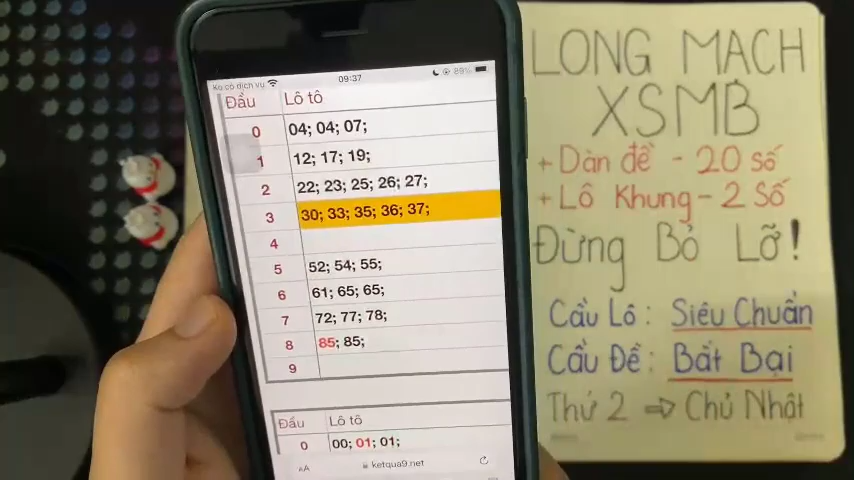 Ko có dịch vụ 09:37 89%
Đầu Lô tô
0 04; 04; 07;
1 12; 17; 19;
2 22; 23; 25; 26; 27;
3 30; 33; 35; 36; 37;
4
5 52; 54; 55;
6 61; 65; 65;
7 72; 77; 78;
8 85; 85;
9
Đầu Lô tô
0 00; 01; 01;
AA ketqua9.net
LONG MẠCH
XSMB
+ Dàn đề - 20 số
+ Lô Khung - 2 Số
Đừng Bỏ Lỡ!
Cầu Lô: Siêu Chuẩn
Cầu Đề: Bất Bại
Thứ 2 => Chủ Nhật